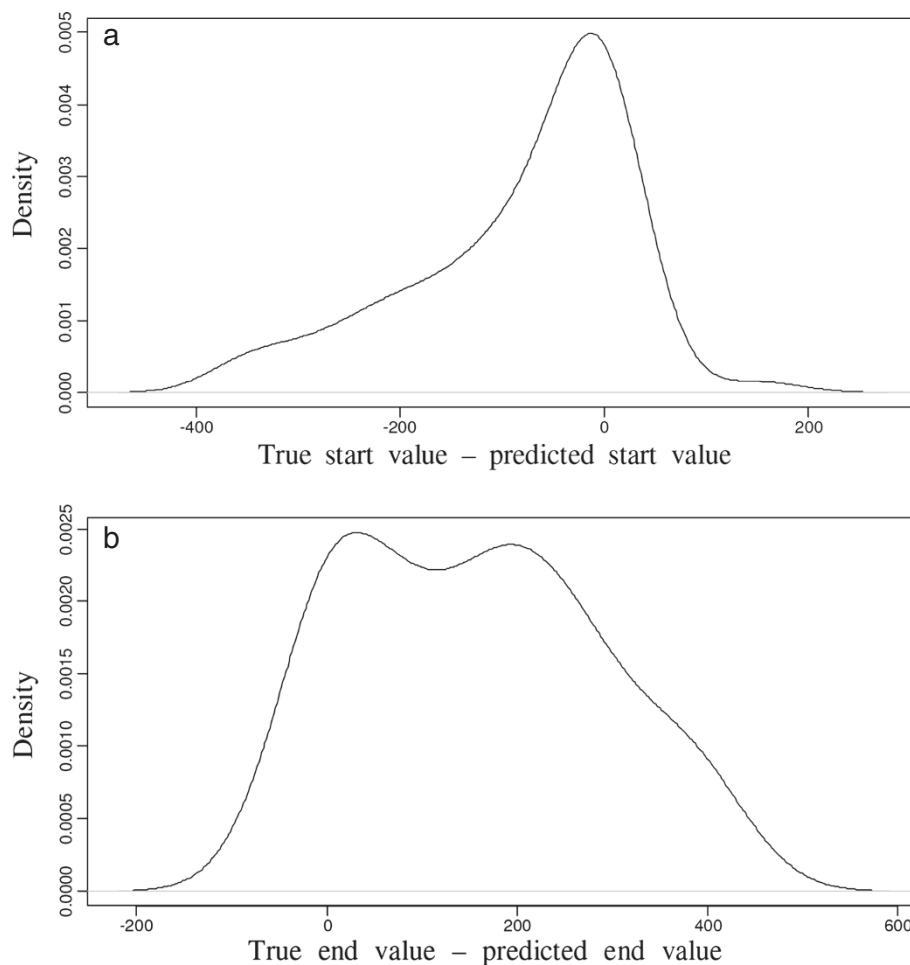 a
Density
0.005
0.004
0.003
0.002
0.001
0.000
-400 -200 0 200
True start value – predicted start value
b
Density
0.0025
0.0020
0.0015
0.0010
0.0005
0.0000
-200 0 200 400 600
True end value – predicted end value